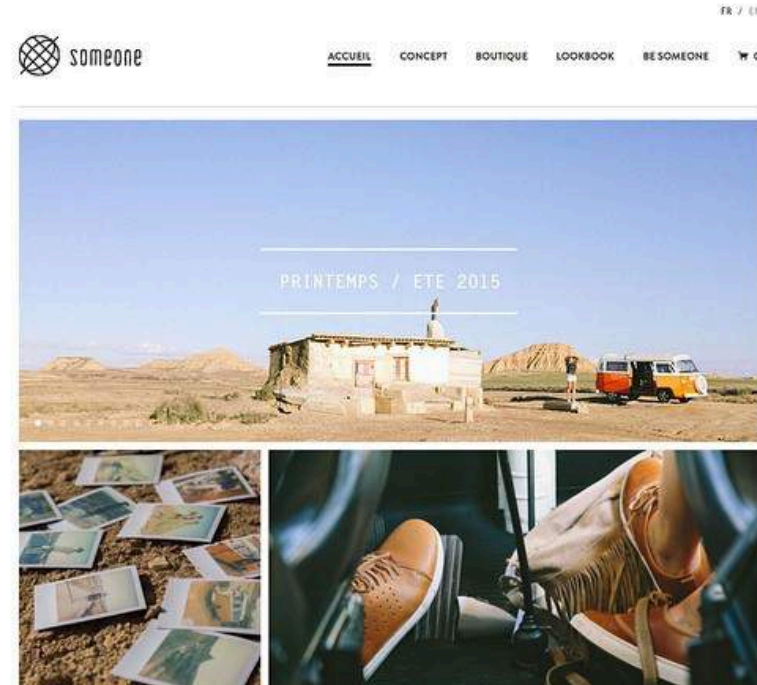 FR /
someone
ACCUEIL CONCEPT BOUTIQUE LOOKBOOK BE SOMEONE
PRINTEMPS / ETE 2015